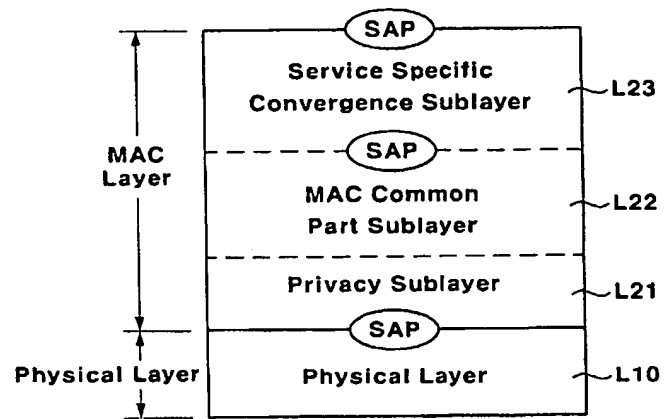 SAP
Service Specific
Convergence Sublayer
L23
SAP
MAC
Layer
MAC Common
Part Sublayer
L22
Privacy Sublayer
L21
SAP
Physical Layer
Physical Layer
L10